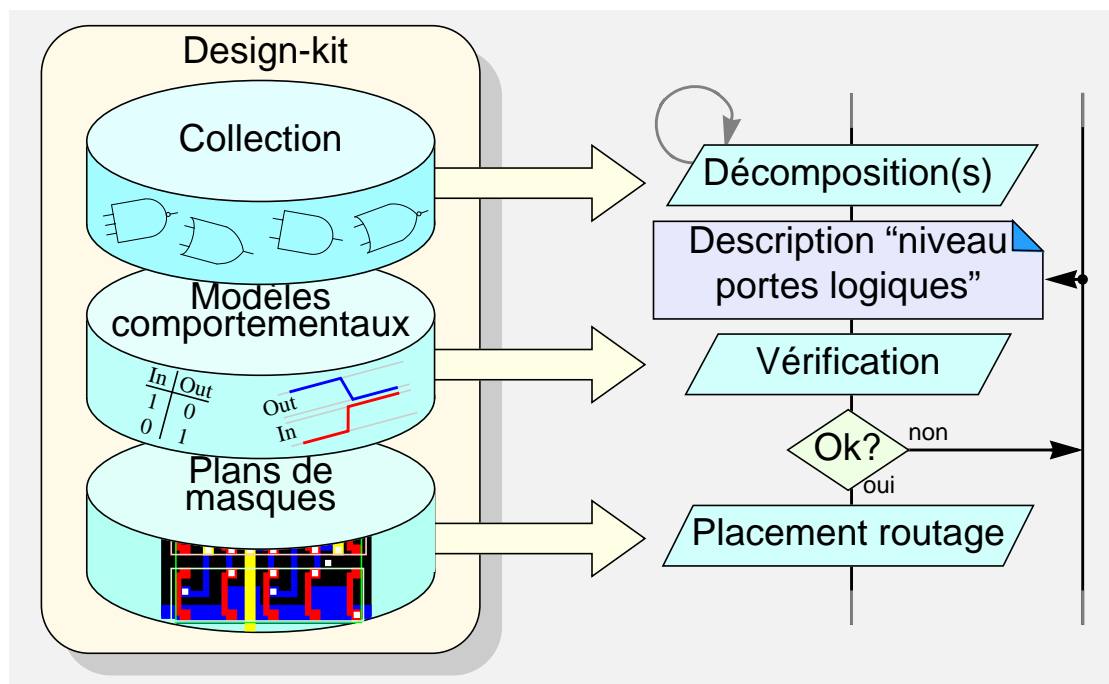 Design-kit
Collection
Modèles
comportementaux
In Out
1 0
0 1
Out
In
Plans de
masques
Décomposition(s)
Description “niveau
portes logiques”
Vérification
Ok?
non
oui
Placement routage